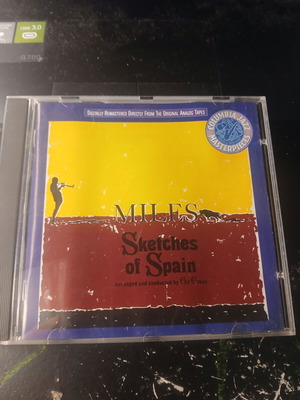 DIGITALLY REMASTERED DIRECTLY FROM THE ORIGINAL ANALOG TAPES
COLUMBIA JAZZ
MASTERPIECES
MILES
Sketches
of Spain
arranged and conducted by Gil Evans